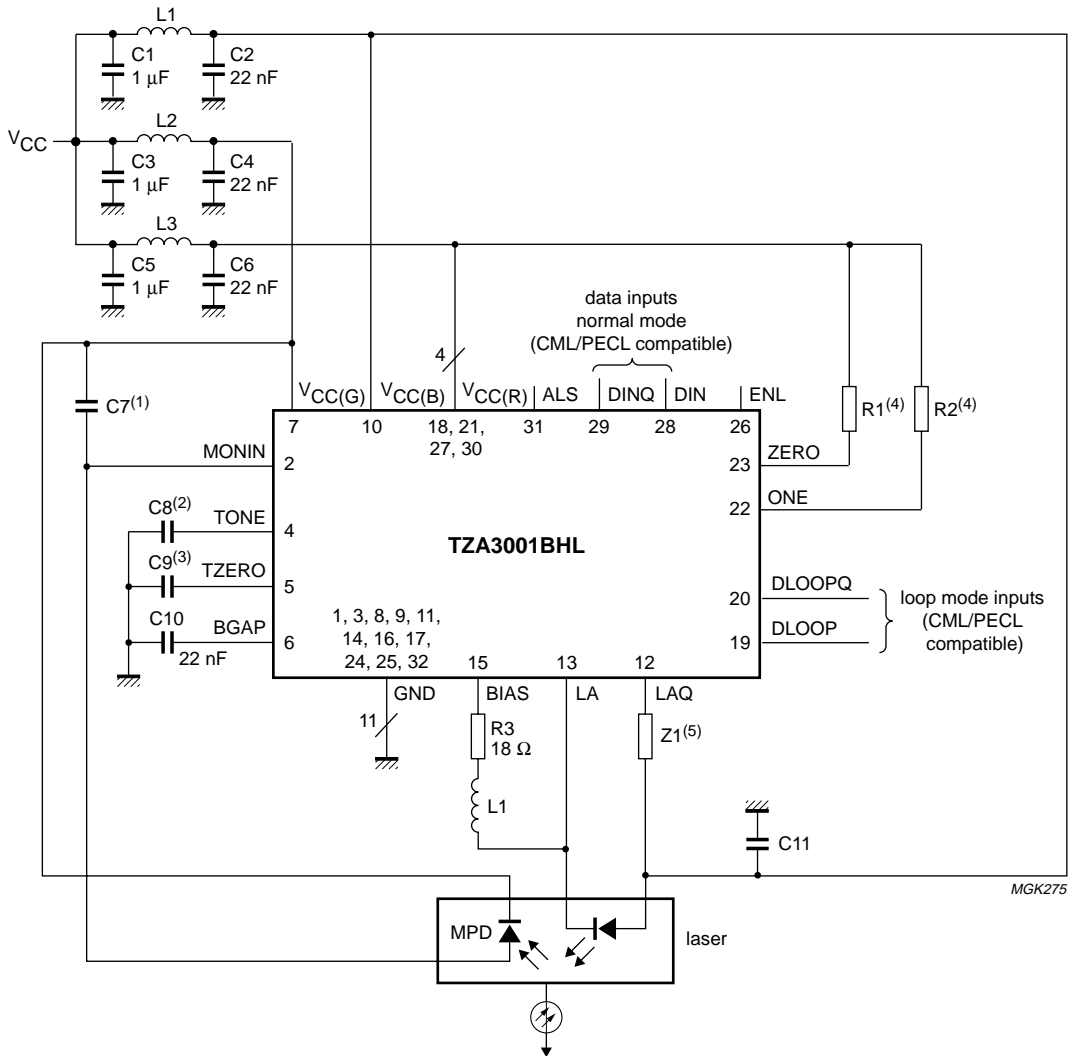 L1
C1
1 μF
C2
22 nF
L2
VCC
C3
1 μF
C4
22 nF
L3
C5
1 μF
C6
22 nF
data inputs
normal mode
(CML/PECL compatible)
4
C7(1)
VCC(G)
VCC(B)
VCC(R)
ALS
DINQ
DIN
ENL
R1(4)
R2(4)
7
10
18, 21,
27, 30
31
29
28
26
MONIN
2
23
ZERO
22
ONE
C8(2)
TONE
4
TZA3001BHL
C9(3)
TZERO
5
20
DLOOPQ
loop mode inputs
(CML/PECL
compatible)
C10
22 nF
BGAP
6
1, 3, 8, 9, 11,
14, 16, 17,
24, 25, 32
19
DLOOP
15
13
12
GND
BIAS
LA
LAQ
11
R3
18 Ω
Z1(5)
L1
C11
MGK275
MPD
laser